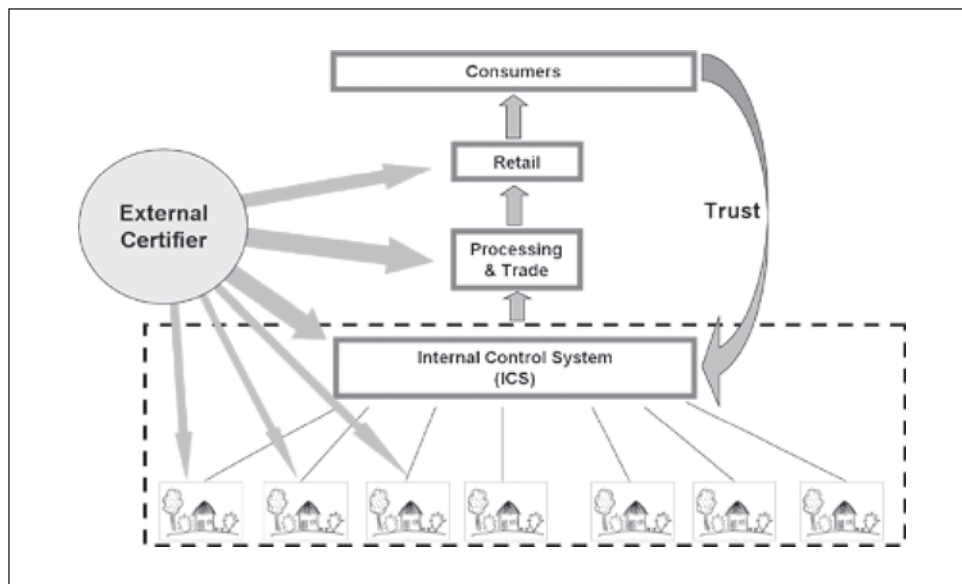 Consumers
Retail
External
Certifier
Trust
Processing
& Trade
Internal Control System
(ICS)